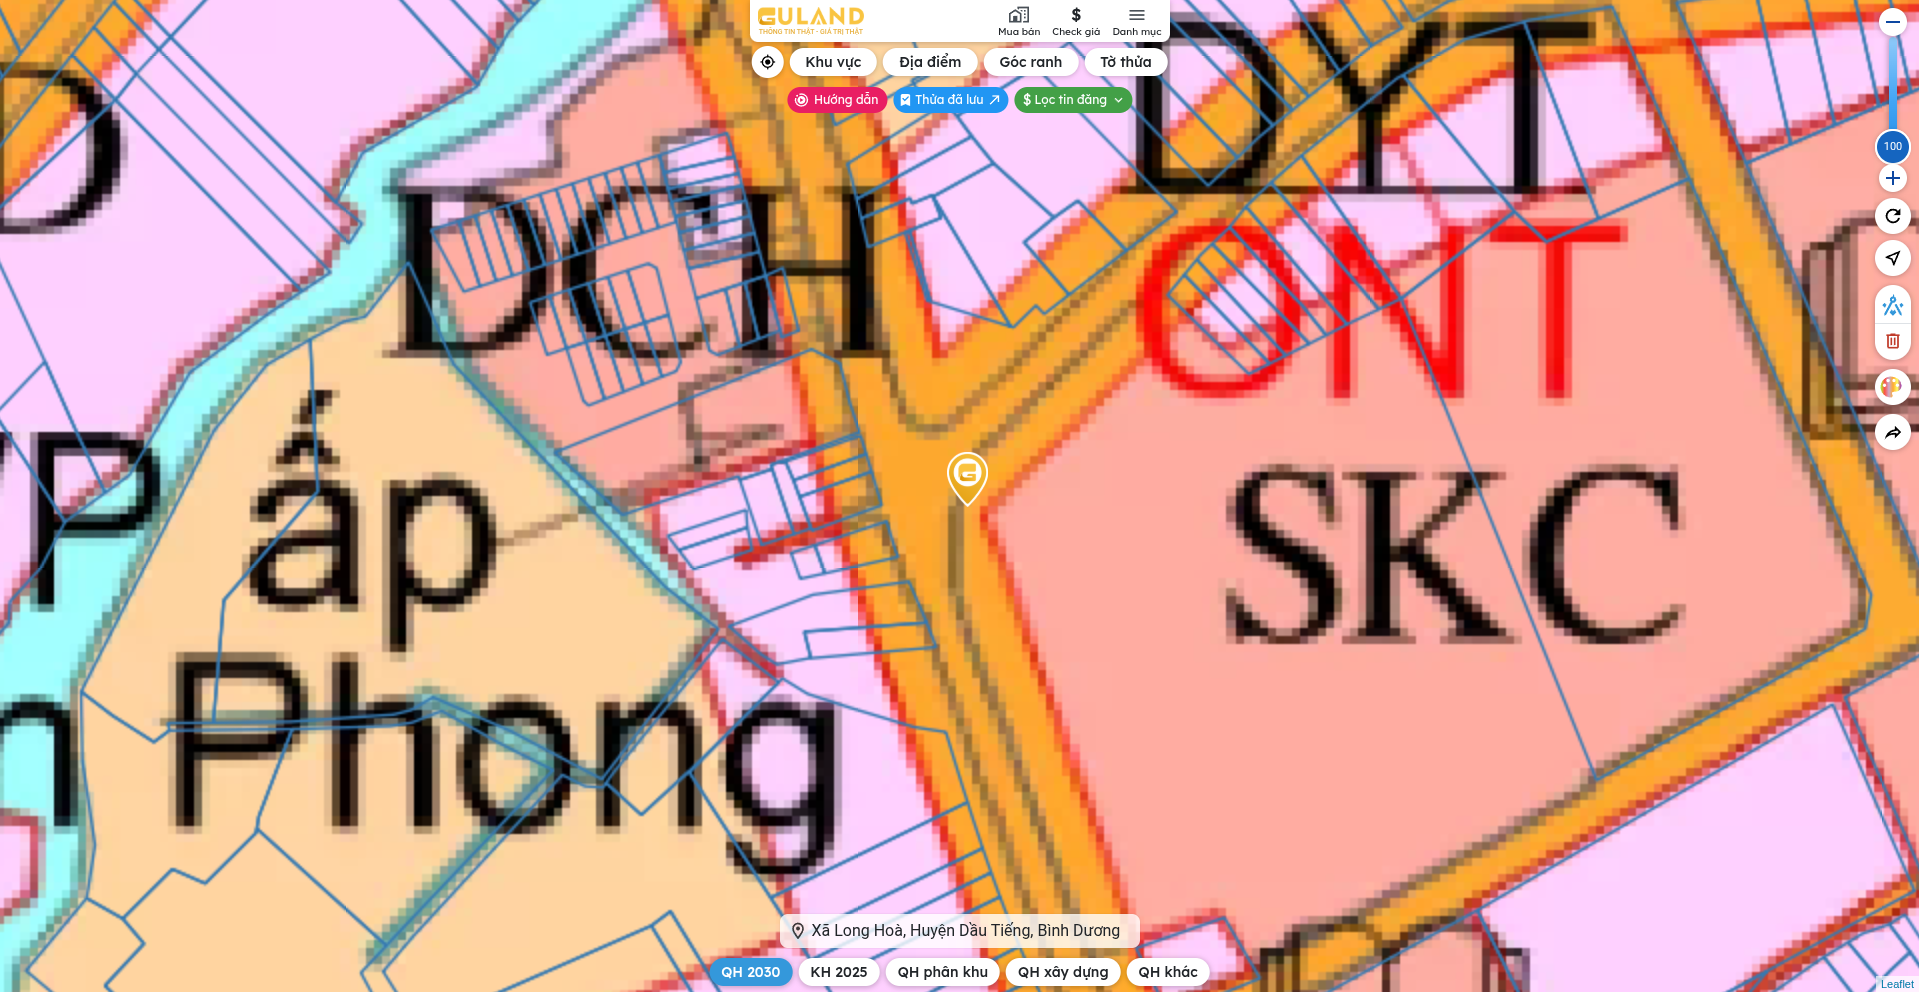 GULAND
THÔNG TIN THẬT - GIÁ TRỊ THẬT
Mua bán
$ Check giá
Danh mục
Khu vực
Địa điểm
Góc ranh
Tờ thửa
Hướng dẫn
Thửa đã lưu
$ Lọc tin đăng
100
DYT
DCH
ONT
P
ấp
SKC
Phong
n
G
Xã Long Hoà, Huyện Dầu Tiếng, Bình Dương
QH 2030
KH 2025
QH phân khu
QH xây dựng
QH khác
Leaflet